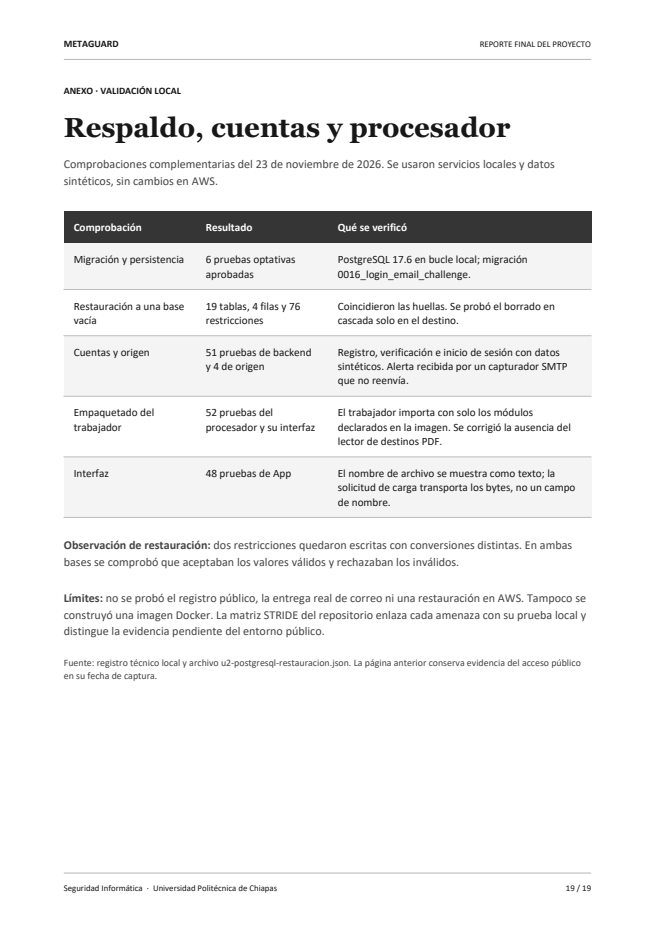 METAGUARD
REPORTE FINAL DEL PROYECTO
ANEXO · VALIDACIÓN LOCAL
Respaldo, cuentas y procesador
Comprobaciones complementarias del 23 de noviembre de 2026. Se usaron servicios locales y datos
sintéticos, sin cambios en AWS.
Comprobación
Resultado
Qué se verificó
Migración y persistencia
6 pruebas optativas
aprobadas
PostgreSQL 17.6 en bucle local; migración
0016_login_email_challenge.
Restauración a una base
vacía
19 tablas, 4 filas y 76
restricciones
Coincidieron las huellas. Se probó el borrado en
cascada solo en el destino.
Cuentas y origen
51 pruebas de backend
y 4 de origen
Registro, verificación e inicio de sesión con datos
sintéticos. Alerta recibida por un capturador SMTP
que no reenvía.
Empaquetado del
trabajador
52 pruebas del
procesador y su interfaz
El trabajador importa con solo los módulos
declarados en la imagen. Se corrigió la ausencia del
lector de destinos PDF.
Interfaz
48 pruebas de App
El nombre de archivo se muestra como texto; la
solicitud de carga transporta los bytes, no un campo
de nombre.
Observación de restauración: dos restricciones quedaron escritas con conversiones distintas. En ambas
bases se comprobó que aceptaban los valores válidos y rechazaban los inválidos.
Límites: no se probó el registro público, la entrega real de correo ni una restauración en AWS. Tampoco se
construyó una imagen Docker. La matriz STRIDE del repositorio enlaza cada amenaza con su prueba local y
distingue la evidencia pendiente del entorno público.
Fuente: registro técnico local y archivo u2-postgresql-restauracion.json. La página anterior conserva evidencia del acceso público
en su fecha de captura.
Seguridad Informática · Universidad Politécnica de Chiapas
19 / 19